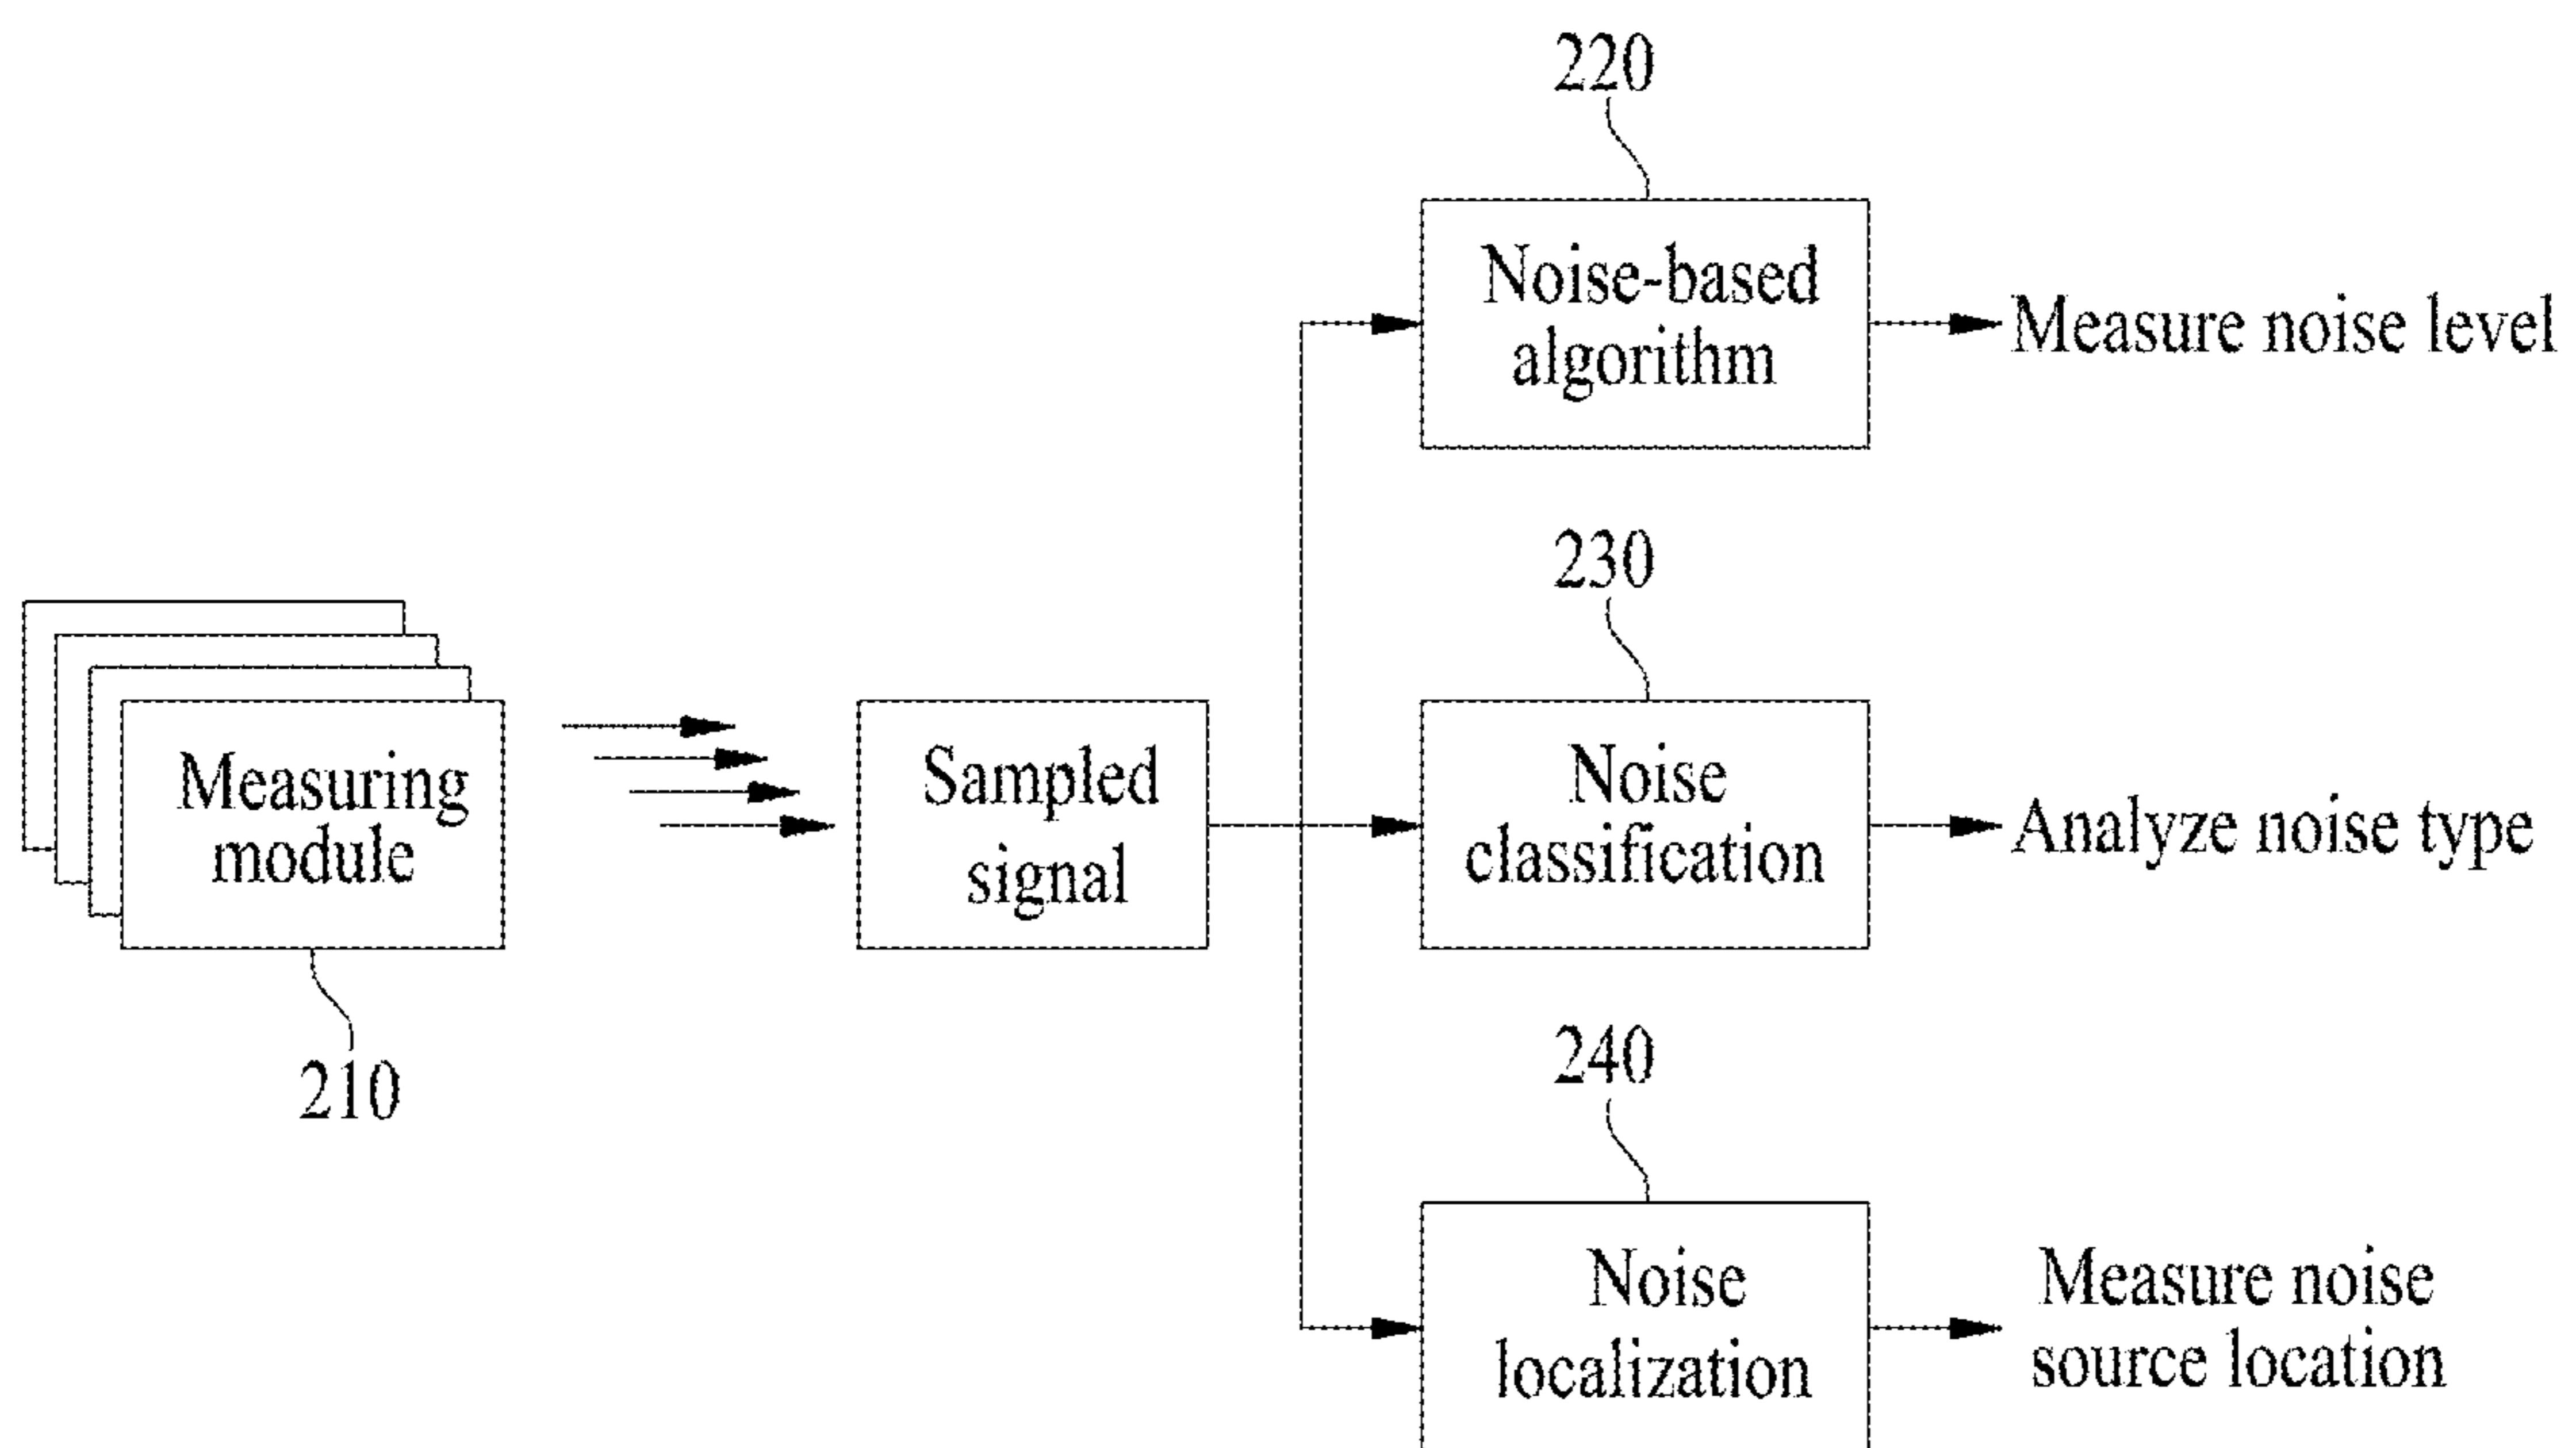 220
Noise-based
algorithm
Measure noise level
230
Measuring
module
Sampled
signal
Noise
classification
Analyze noise type
210
240
Noise
localization
Measure noise
source location